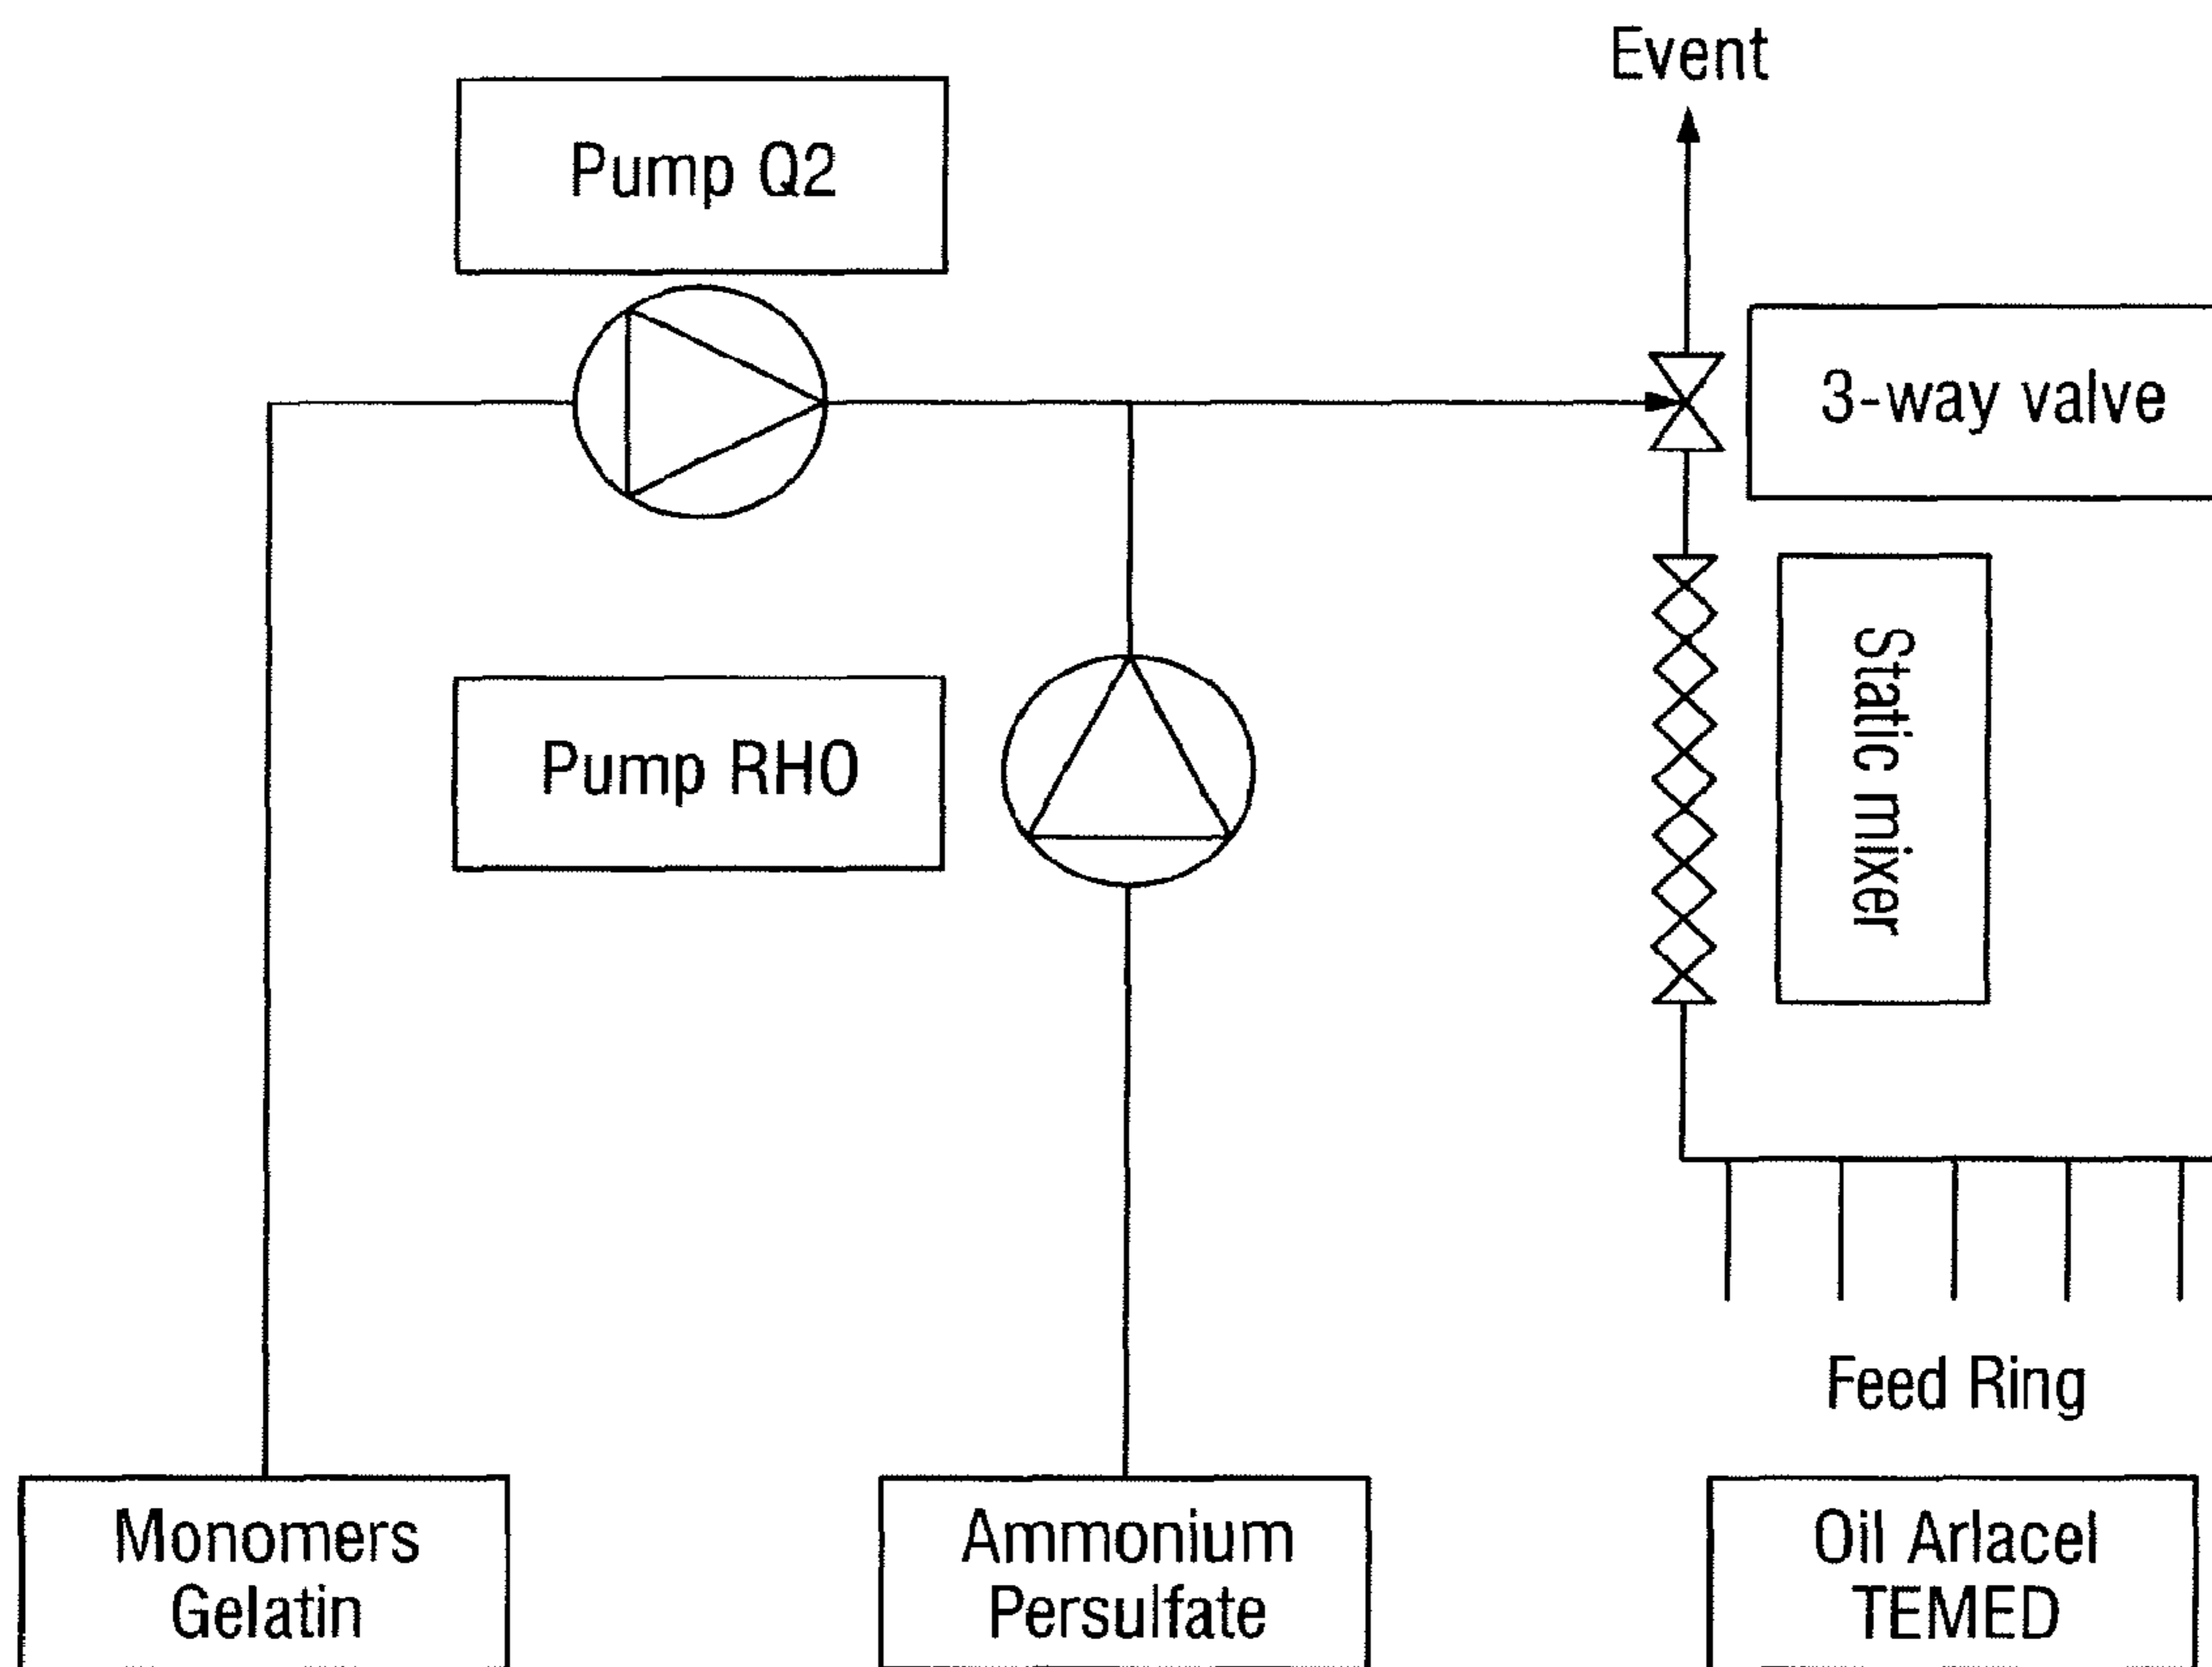 Event
Pump Q2
3-way valve
Pump RHO
Static mixer
Feed Ring
Monomers
Gelatin
Ammonium
Persulfate
Oil Arlacel
TEMED